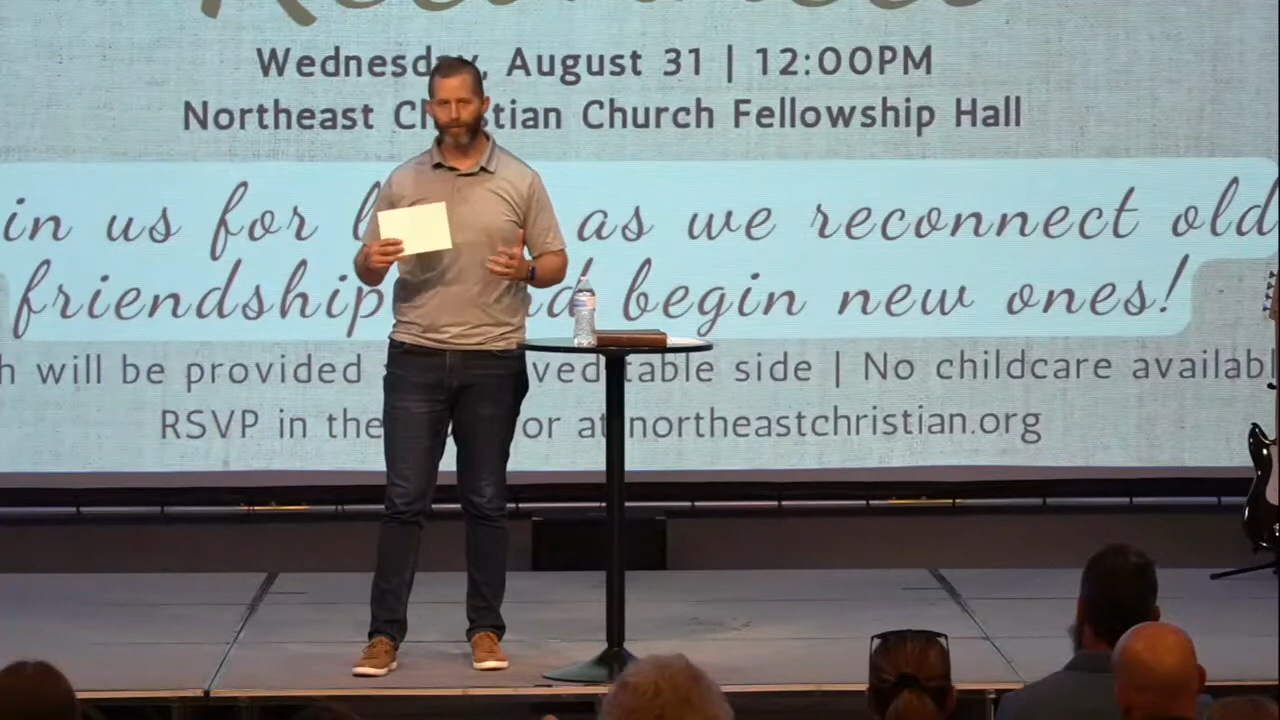 Wednesday, August 31 | 12:00PM
Northeast Christian Church Fellowship Hall
in us for as we reconnect old
friendship begin new ones!
will be provided table side | No childcare availabl
RSVP in the or at northeastchristian.org